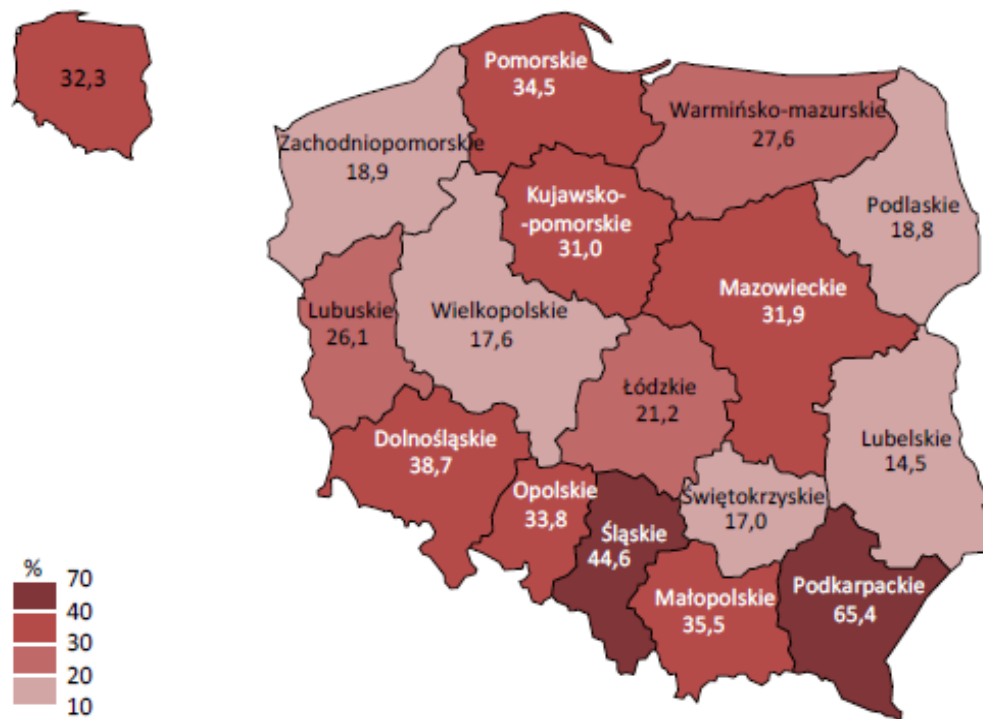 32,3
Pomorskie
34,5
Warmińsko-mazurskie
27,6
Zachodniopomorskie
18,9
Kujawsko-
-pomorskie
31,0
Podlaskie
18,8
Mazowieckie
31,9
Lubuskie
26,1
Wielkopolskie
17,6
Łódzkie
21,2
Dolnośląskie
38,7
Lubelskie
14,5
Opolskie
33,8
Świętokrzyskie
17,0
Śląskie
44,6
Małopolskie
35,5
Podkarpackie
65,4
%
70
40
30
20
10